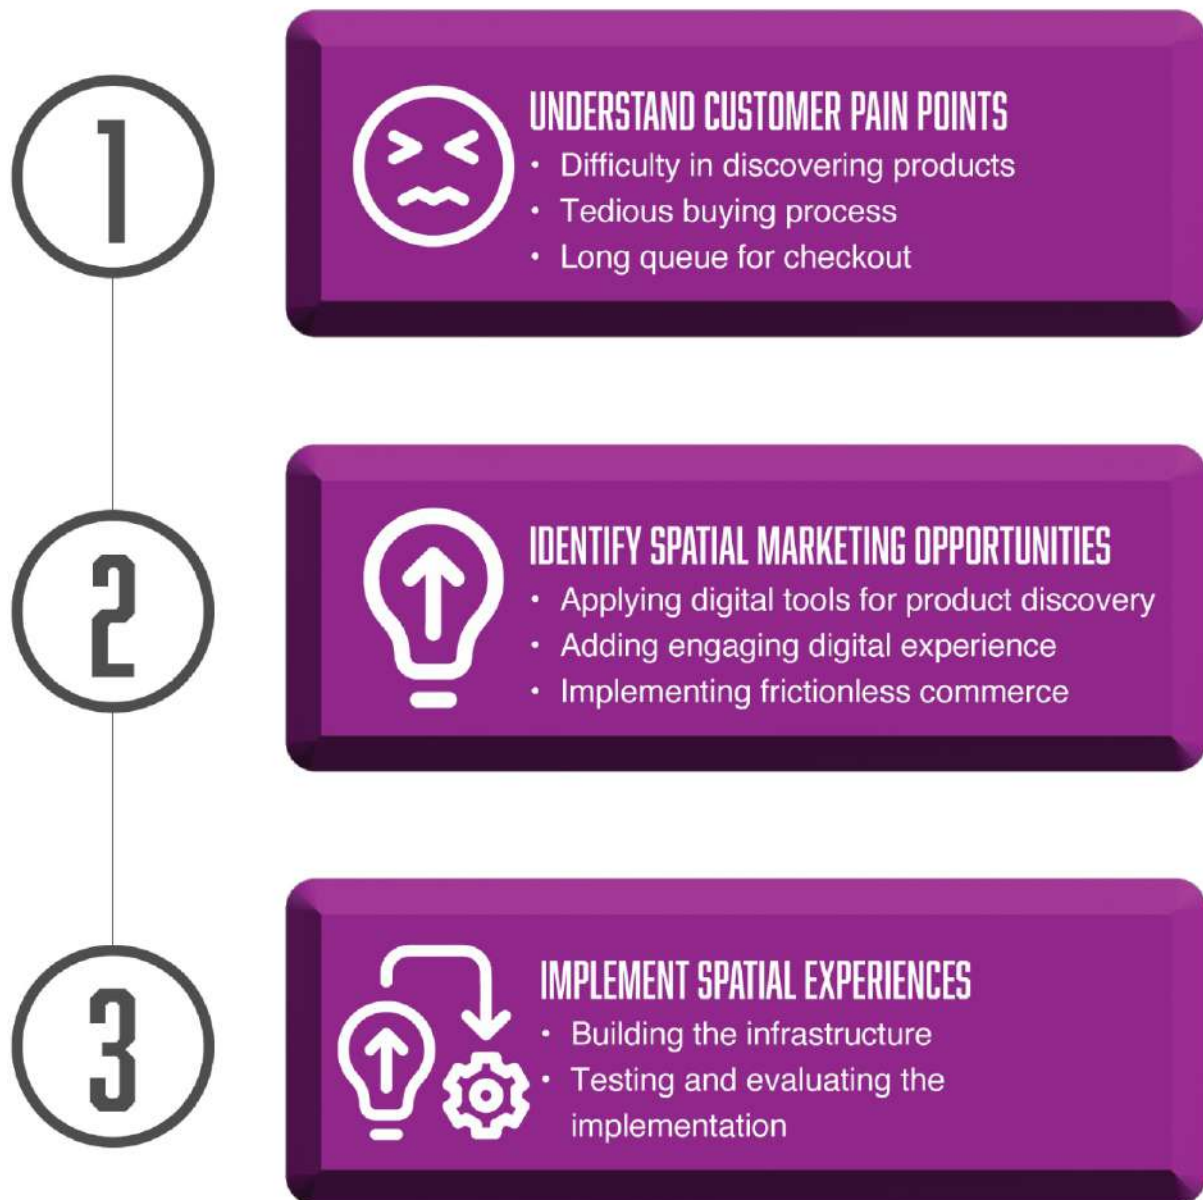 1
UNDERSTAND CUSTOMER PAIN POINTS
• Difficulty in discovering products
• Tedious buying process
• Long queue for checkout
2
IDENTIFY SPATIAL MARKETING OPPORTUNITIES
• Applying digital tools for product discovery
• Adding engaging digital experience
• Implementing frictionless commerce
3
IMPLEMENT SPATIAL EXPERIENCES
• Building the infrastructure
• Testing and evaluating the
implementation